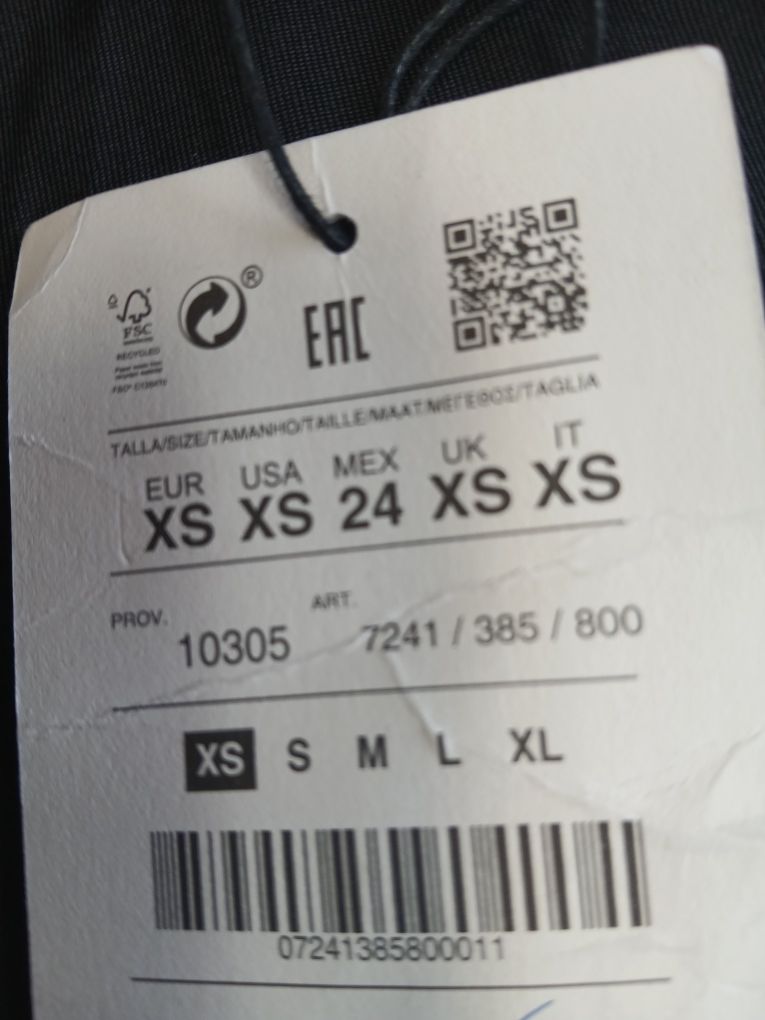 ®
FSC
RECYCLED
EAC
TALLA/SIZE/TAMANHO/TAILLE/MAAT/ΜΕΓΕΘΟΣ/TAGLIA
EUR USA MEX UK IT
XS XS 24 XS XS
PROV. ART.
10305 7241 / 385 / 800
XS S M L XL
07241385800011